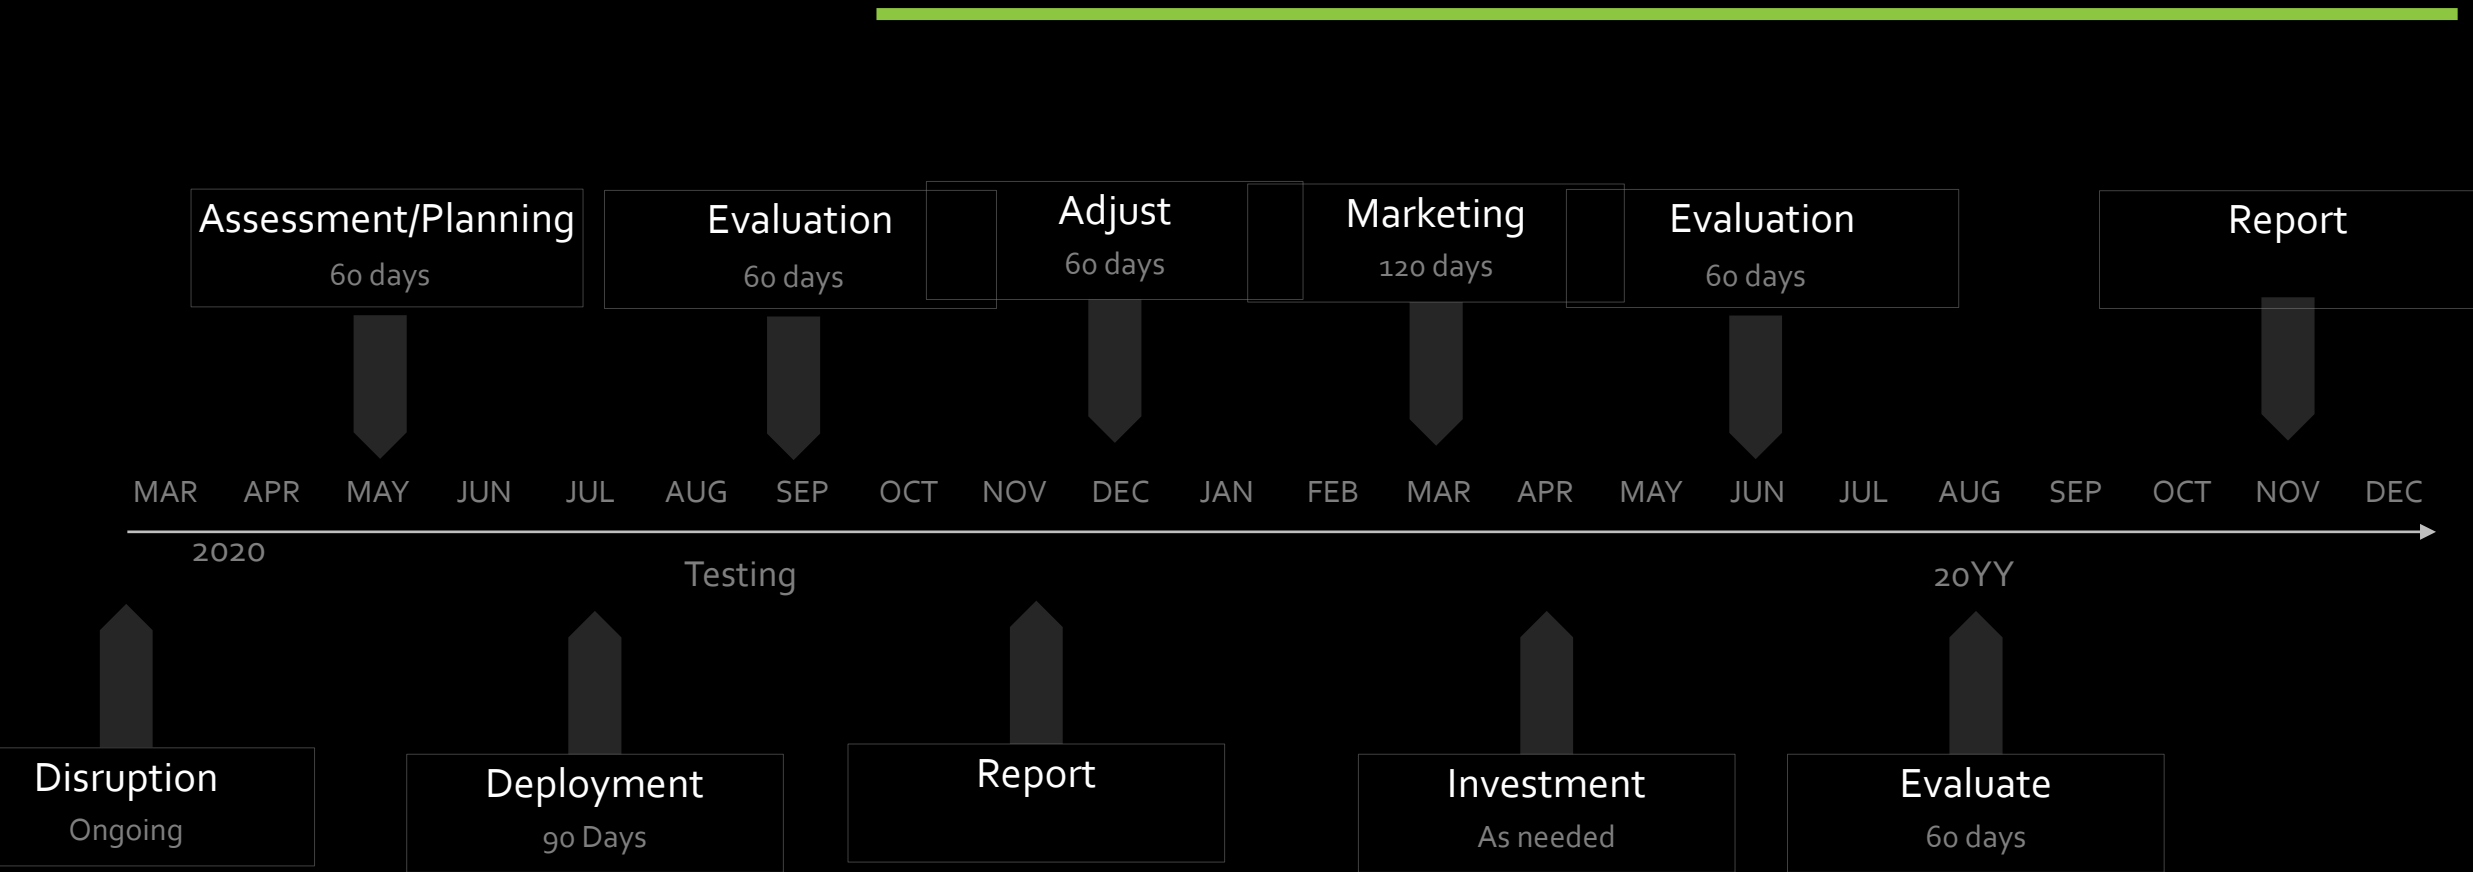 Assessment/Planning
60 days
Evaluation
60 days
Adjust
60 days
Marketing
120 days
Evaluation
60 days
Report
MAR APR MAY JUN JUL AUG SEP OCT NOV DEC JAN FEB MAR APR MAY JUN JUL AUG SEP OCT NOV DEC
2020
Testing
20YY
Disruption
Ongoing
Deployment
90 Days
Report
Investment
As needed
Evaluate
60 days